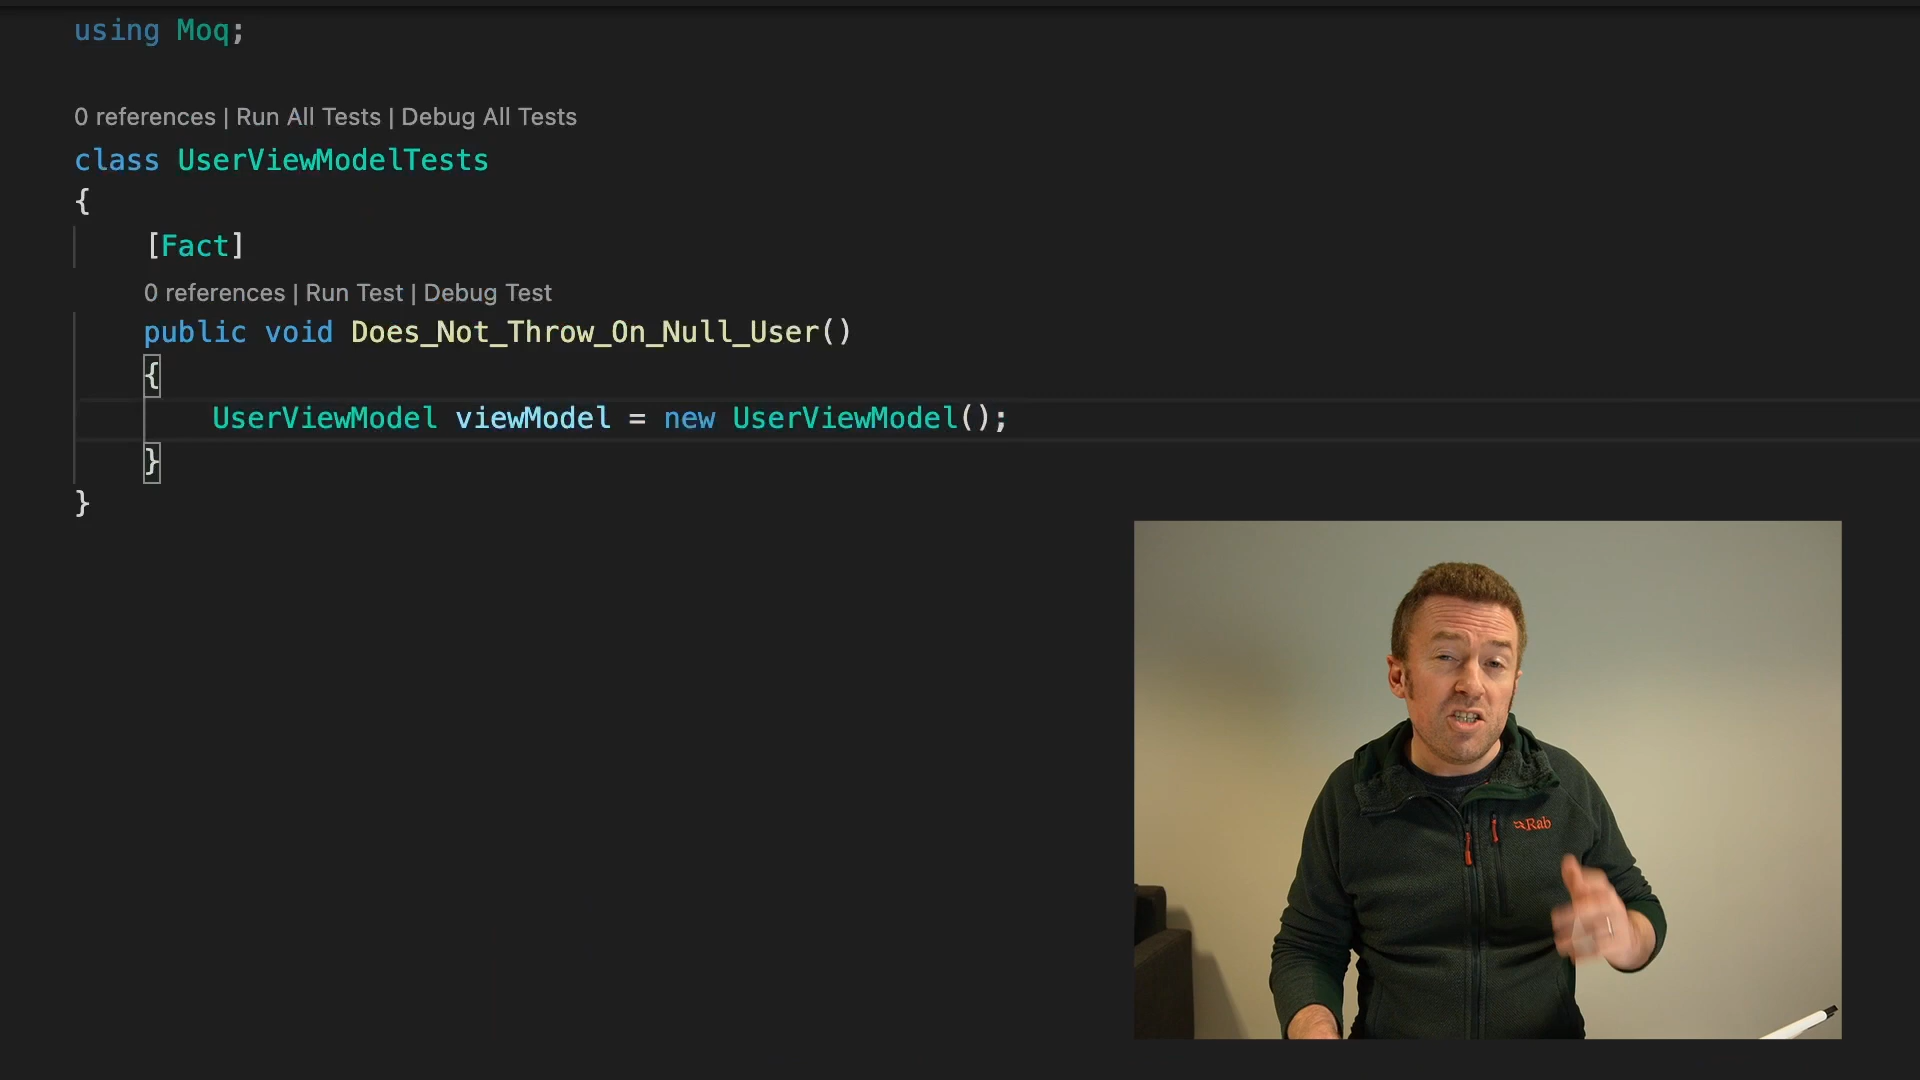 using Moq;
0 references | Run All Tests | Debug All Tests
class UserViewModelTests
{
[Fact]
0 references | Run Test | Debug Test
public void Does_Not_Throw_On_Null_User()
{
UserViewModel viewModel = new UserViewModel();
}
}
Rab